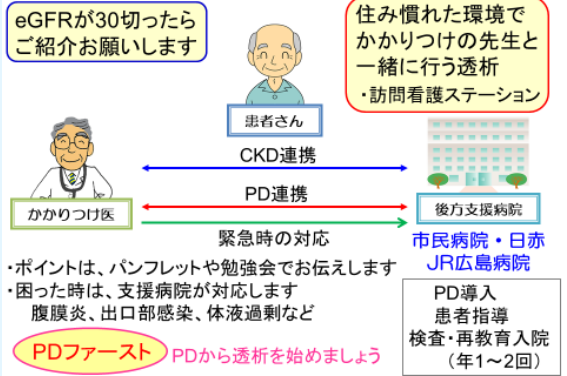 eGFRが30切ったら
ご紹介お願いします
住み慣れた環境で
かかりつけの先生と
一緒に行う透析
・訪問看護ステーション
患者さん
CKD連携
PD連携
かかりつけ医
後方支援病院
緊急時の対応
市民病院・日赤
JR広島病院
・ポイントは、パンフレットや勉強会でお伝えします
・困った時は、支援病院が対応します
腹膜炎、出口部感染、体液過剰など
PD導入
患者指導
検査・再教育入院
（年1～2回）
PDファースト
PDから透析を始めましょう